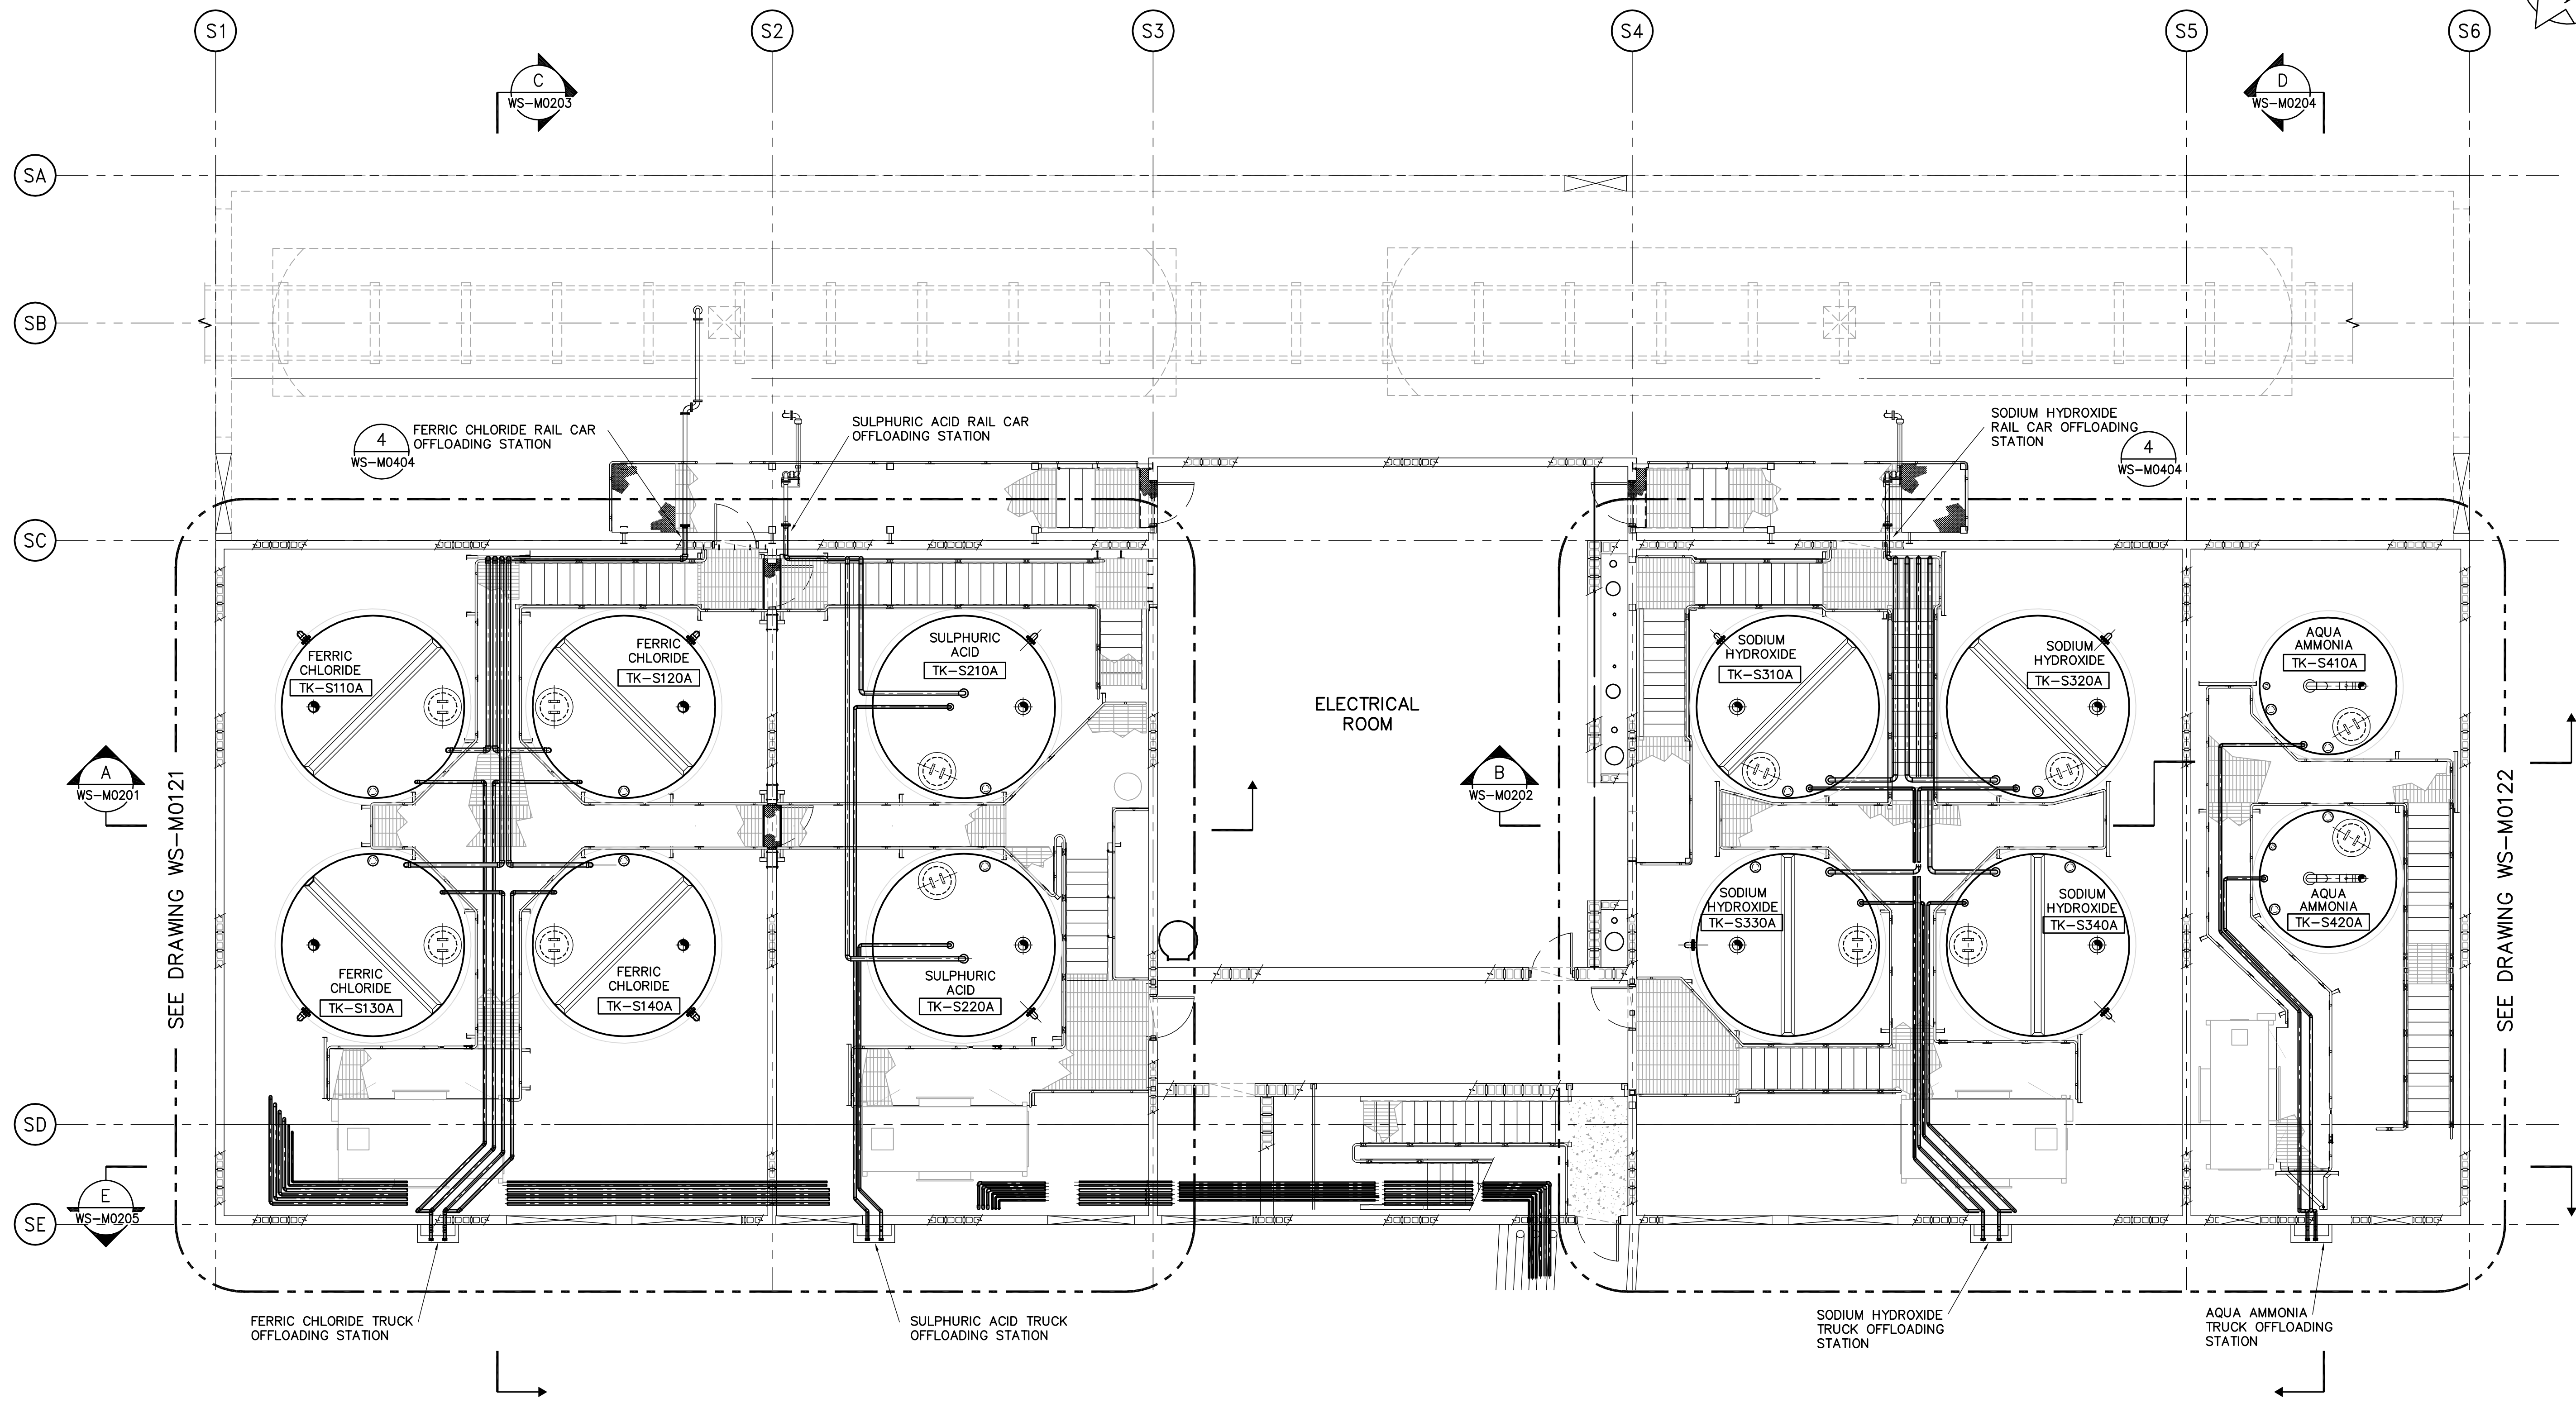 S1
S2
S3
S4
S5
S6
C
WS-M0203
D
WS-M0204
SA
SB
4
WS-M0404
FERRIC CHLORIDE RAIL CAR
OFFLOADING STATION
SULPHURIC ACID RAIL CAR
OFFLOADING STATION
SODIUM HYDROXIDE
RAIL CAR OFFLOADING
STATION
4
WS-M0404
SC
FERRIC
CHLORIDE
TK-S110A
FERRIC
CHLORIDE
TK-S120A
SULPHURIC
ACID
TK-S210A
ELECTRICAL
ROOM
SODIUM
HYDROXIDE
TK-S310A
SODIUM
HYDROXIDE
TK-S320A
AQUA
AMMONIA
TK-S410A
A
WS-M0201
SEE DRAWING WS-M0121
B
WS-M0202
SEE DRAWING WS-M0122
FERRIC
CHLORIDE
TK-S130A
FERRIC
CHLORIDE
TK-S140A
SULPHURIC
ACID
TK-S220A
SODIUM
HYDROXIDE
TK-S330A
SODIUM
HYDROXIDE
TK-S340A
AQUA
AMMONIA
TK-S420A
SD
E
WS-M0205
SE
FERRIC CHLORIDE TRUCK
OFFLOADING STATION
SULPHURIC ACID TRUCK
OFFLOADING STATION
SODIUM HYDROXIDE
TRUCK OFFLOADING
STATION
AQUA AMMONIA
TRUCK OFFLOADING
STATION